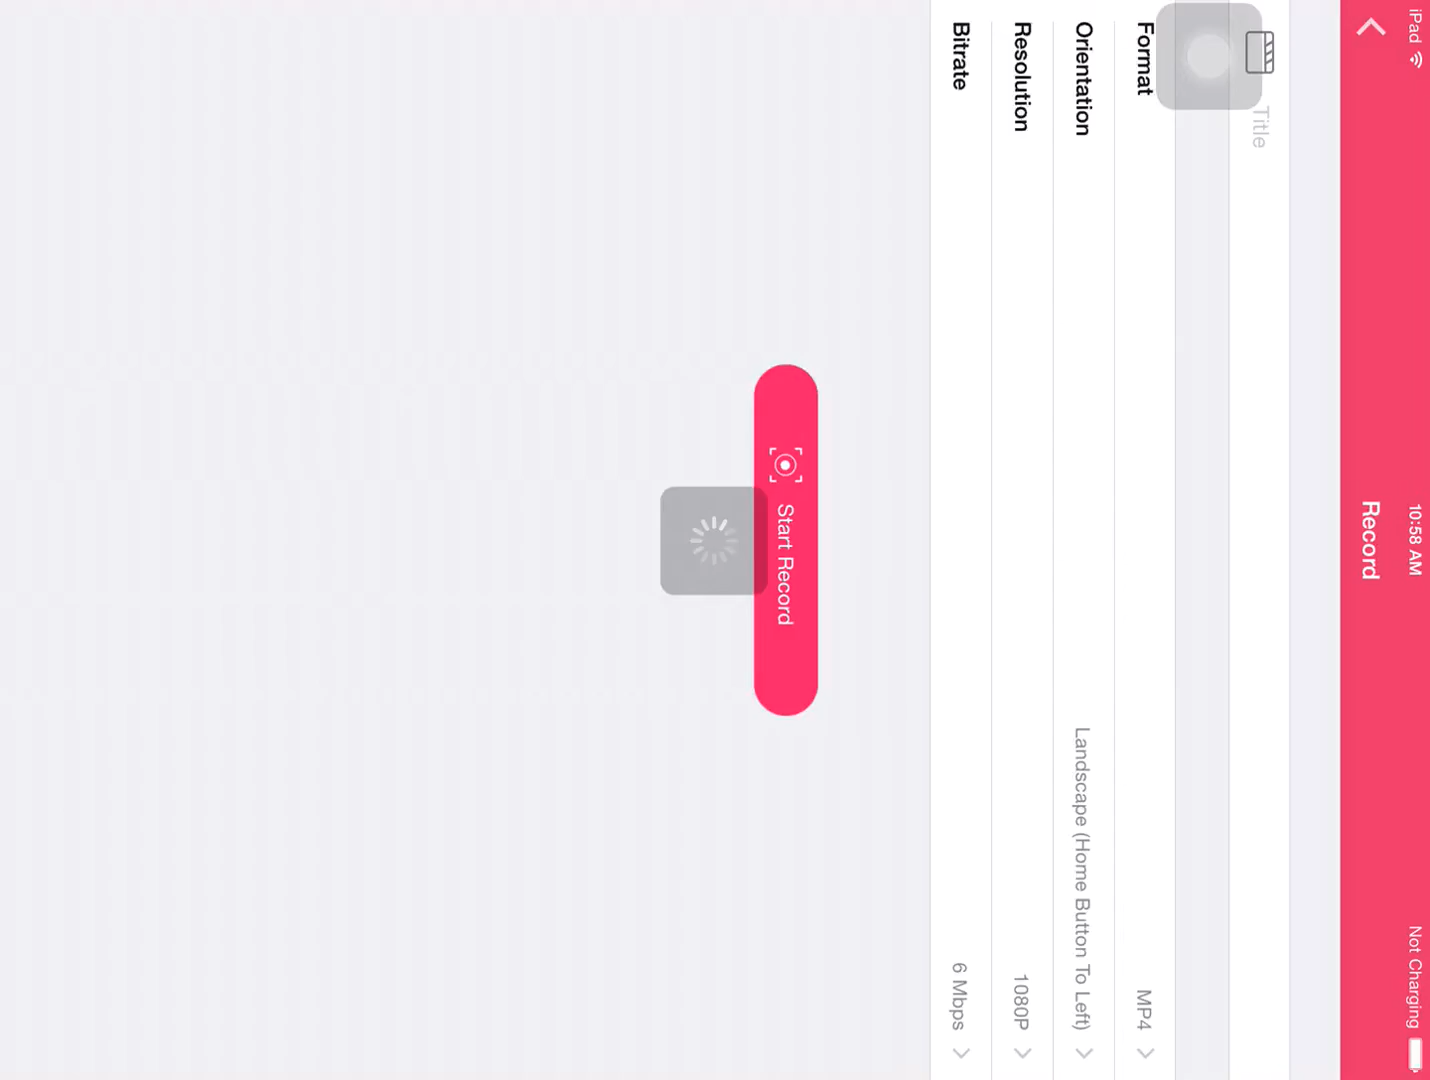 iPad 10:58 AM Not Charging
Record
Title
Format MP4
Orientation Landscape (Home Button To Left)
Resolution 1080P
Bitrate 6 Mbps
Start Record